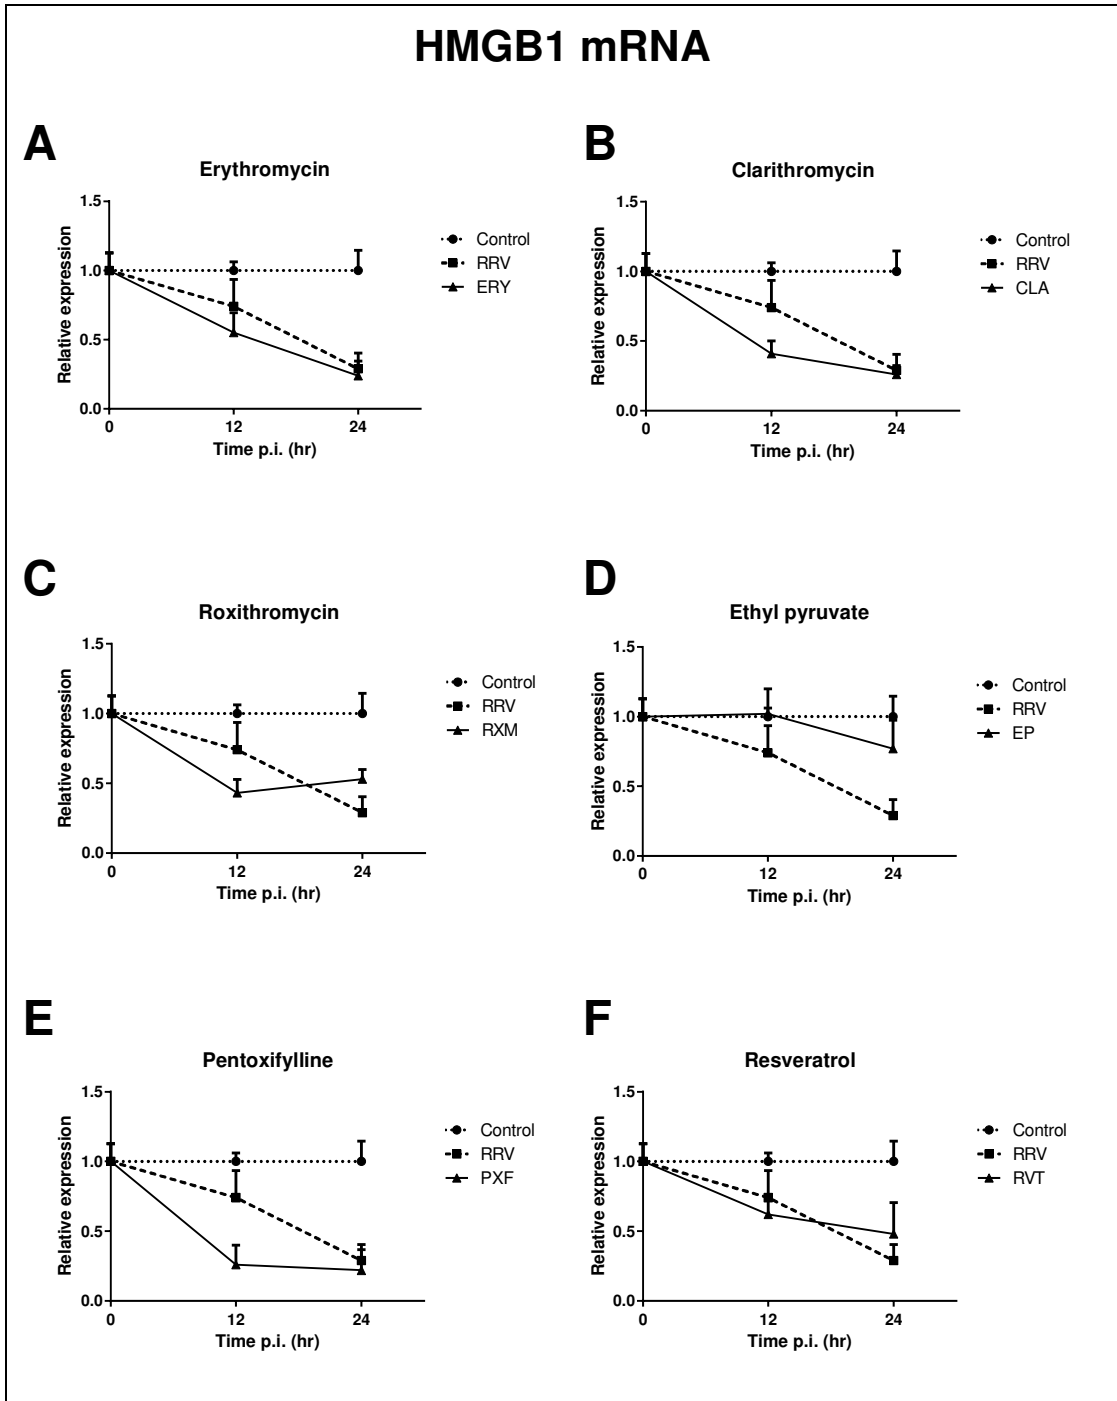 HMGB1 mRNA
A
Erythromycin
Relative expression
1.5
1.0
0.5
0.0
0
12
24
Time p.i. (hr)
Control
RRV
ERY
B
Clarithromycin
Relative expression
1.5
1.0
0.5
0.0
0
12
24
Time p.i. (hr)
Control
RRV
CLA
C
Roxithromycin
Relative expression
1.5
1.0
0.5
0.0
0
12
24
Time p.i. (hr)
Control
RRV
RXM
D
Ethyl pyruvate
Relative expression
1.5
1.0
0.5
0.0
0
12
24
Time p.i. (hr)
Control
RRV
EP
E
Pentoxifylline
Relative expression
1.5
1.0
0.5
0.0
0
12
24
Time p.i. (hr)
Control
RRV
PXF
F
Resveratrol
Relative expression
1.5
1.0
0.5
0.0
0
12
24
Time p.i. (hr)
Control
RRV
RVT